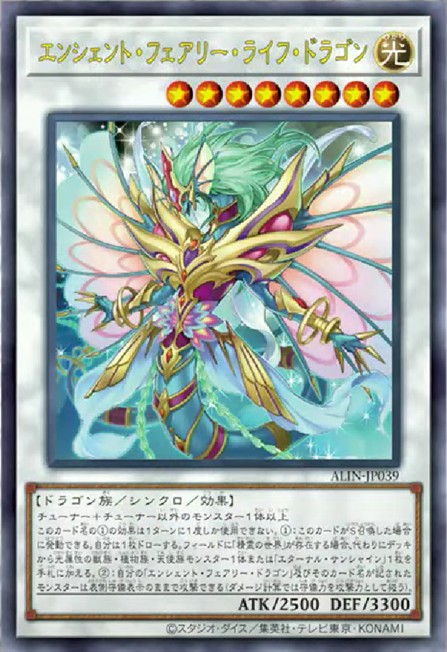 エンシェント・フェアリー・ライフ・ドラゴン
光
ALIN-JP039
【ドラゴン族／シンクロ／効果】
チューナー＋チューナー以外のモンスター1体以上
このカード名の①の効果は1ターンに1度しか使用できない。①：このカードがS召喚した場合
に発動できる。自分は1枚ドローする。フィールドに「精霊の世界」が存在する場合、代わりにデッキ
から光属性の獣族・植物族・天使族モンスター1体または「エターナル・サンシャイン」1枚を
手札に加える。②：自分の「エンシェント・フェアリー・ドラゴン」及びそのカード名が記された
モンスターは表側守備表示のままで攻撃できる（ダメージ計算では守備力を攻撃力として扱う）。
ATK/2500 DEF/3300
©スタジオ・ダイス／集英社・テレビ東京・KONAMI